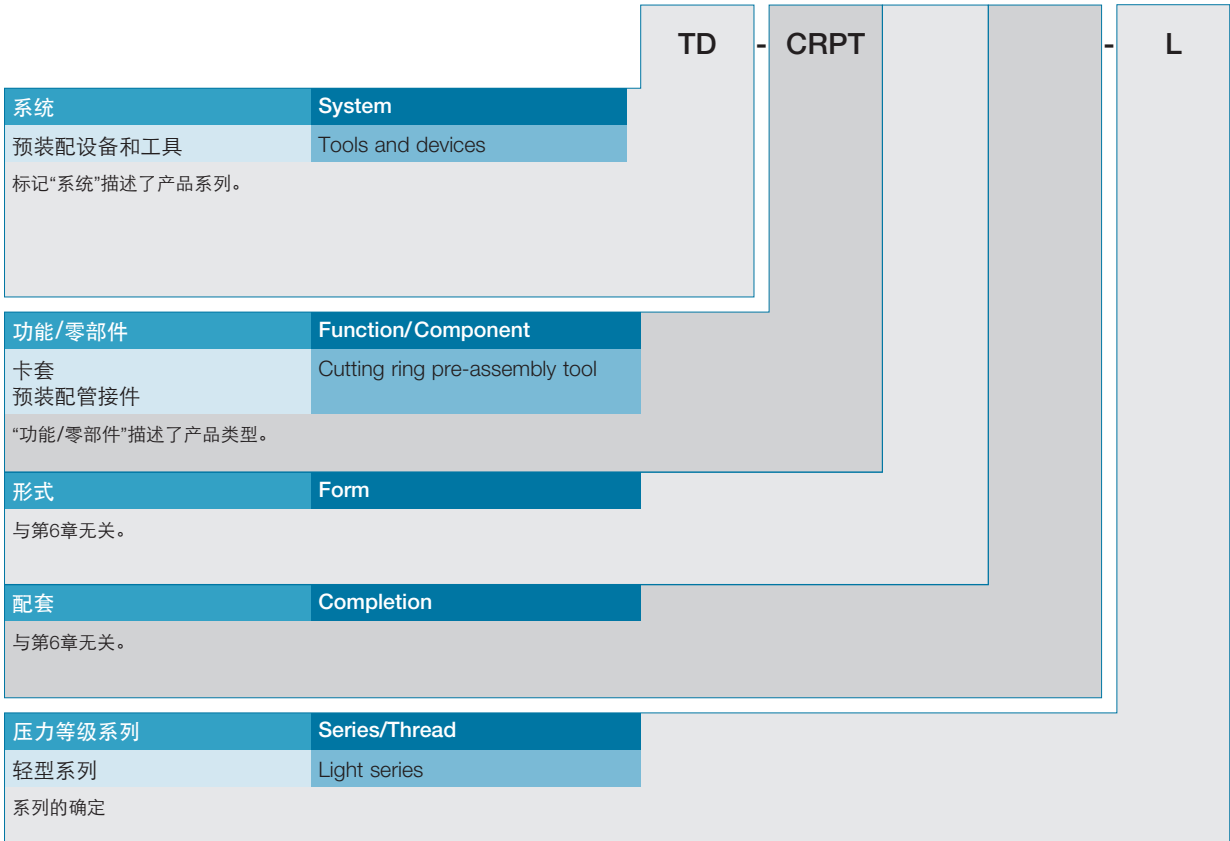 TD - CRPT - L
系统 System
预装配设备和工具 Tools and devices
标记“系统”描述了产品系列。
功能/零部件 Function/Component
卡套 Cutting ring pre-assembly tool
预装配管接件
“功能/零部件”描述了产品类型。
形式 Form
与第6章无关。
配套 Completion
与第6章无关。
压力等级系列 Series/Thread
轻型系列 Light series
系列的确定